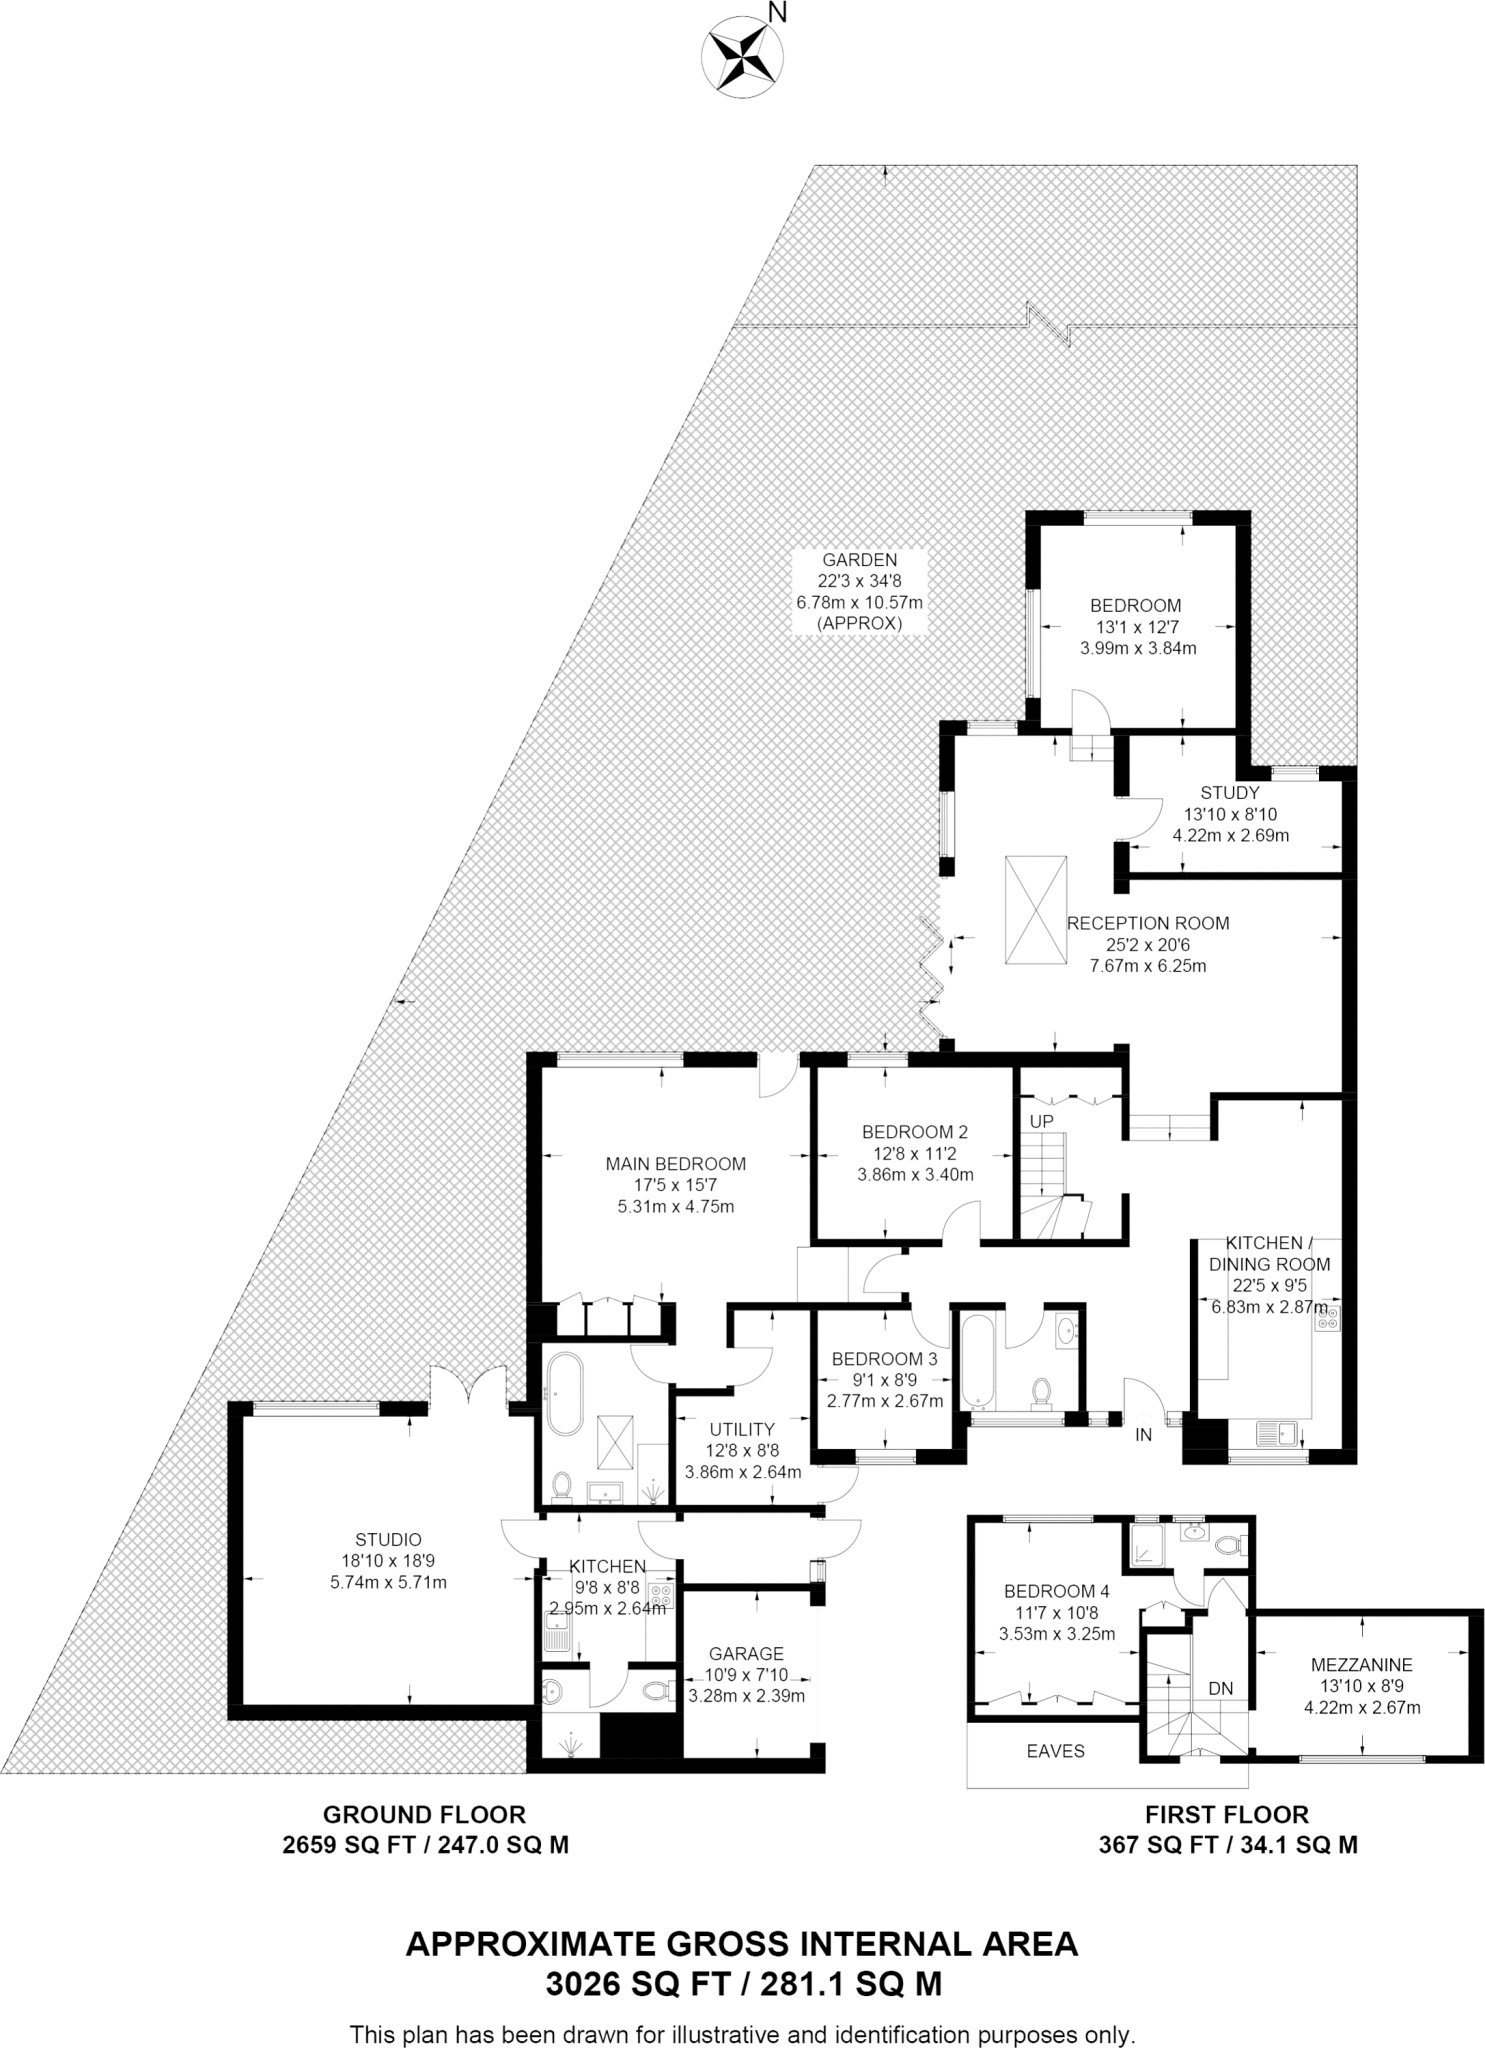 N
GARDEN
22'3 x 34'8
6.78m x 10.57m
(APPROX)
BEDROOM
13'1 x 12'7
3.99m x 3.84m
STUDY
13'10 x 8'10
4.22m x 2.69m
RECEPTION ROOM
25'2 x 20'6
7.67m x 6.25m
MAIN BEDROOM
17'5 x 15'7
5.31m x 4.75m
BEDROOM 2
12'8 x 11'2
3.86m x 3.40m
UP
KITCHEN /
DINING ROOM
22'5 x 9'5
6.83m x 2.87m
BEDROOM 3
9'1 x 8'9
2.77m x 2.67m
UTILITY
12'8 x 8'8
3.86m x 2.64m
IN
STUDIO
18'10 x 18'9
5.74m x 5.71m
KITCHEN
9'8 x 8'8
2.95m x 2.64m
GARAGE
10'9 x 7'10
3.28m x 2.39m
BEDROOM 4
11'7 x 10'8
3.53m x 3.25m
DN
MEZZANINE
13'10 x 8'9
4.22m x 2.67m
EAVES
GROUND FLOOR
2659 SQ FT / 247.0 SQ M
FIRST FLOOR
367 SQ FT / 34.1 SQ M
APPROXIMATE GROSS INTERNAL AREA
3026 SQ FT / 281.1 SQ M
This plan has been drawn for illustrative and identification purposes only.